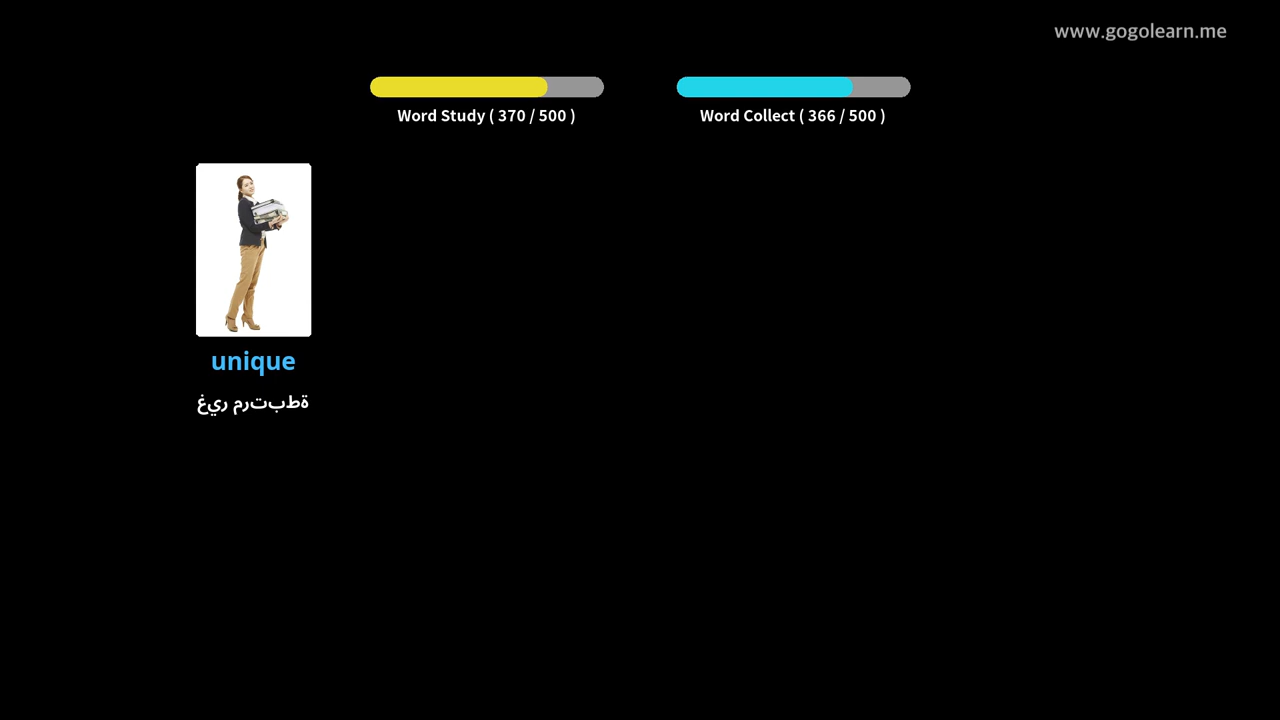 www.gogolearn.me
Word Study ( 370 / 500 )
Word Collect ( 366 / 500 )
unique
غير مرتبطة